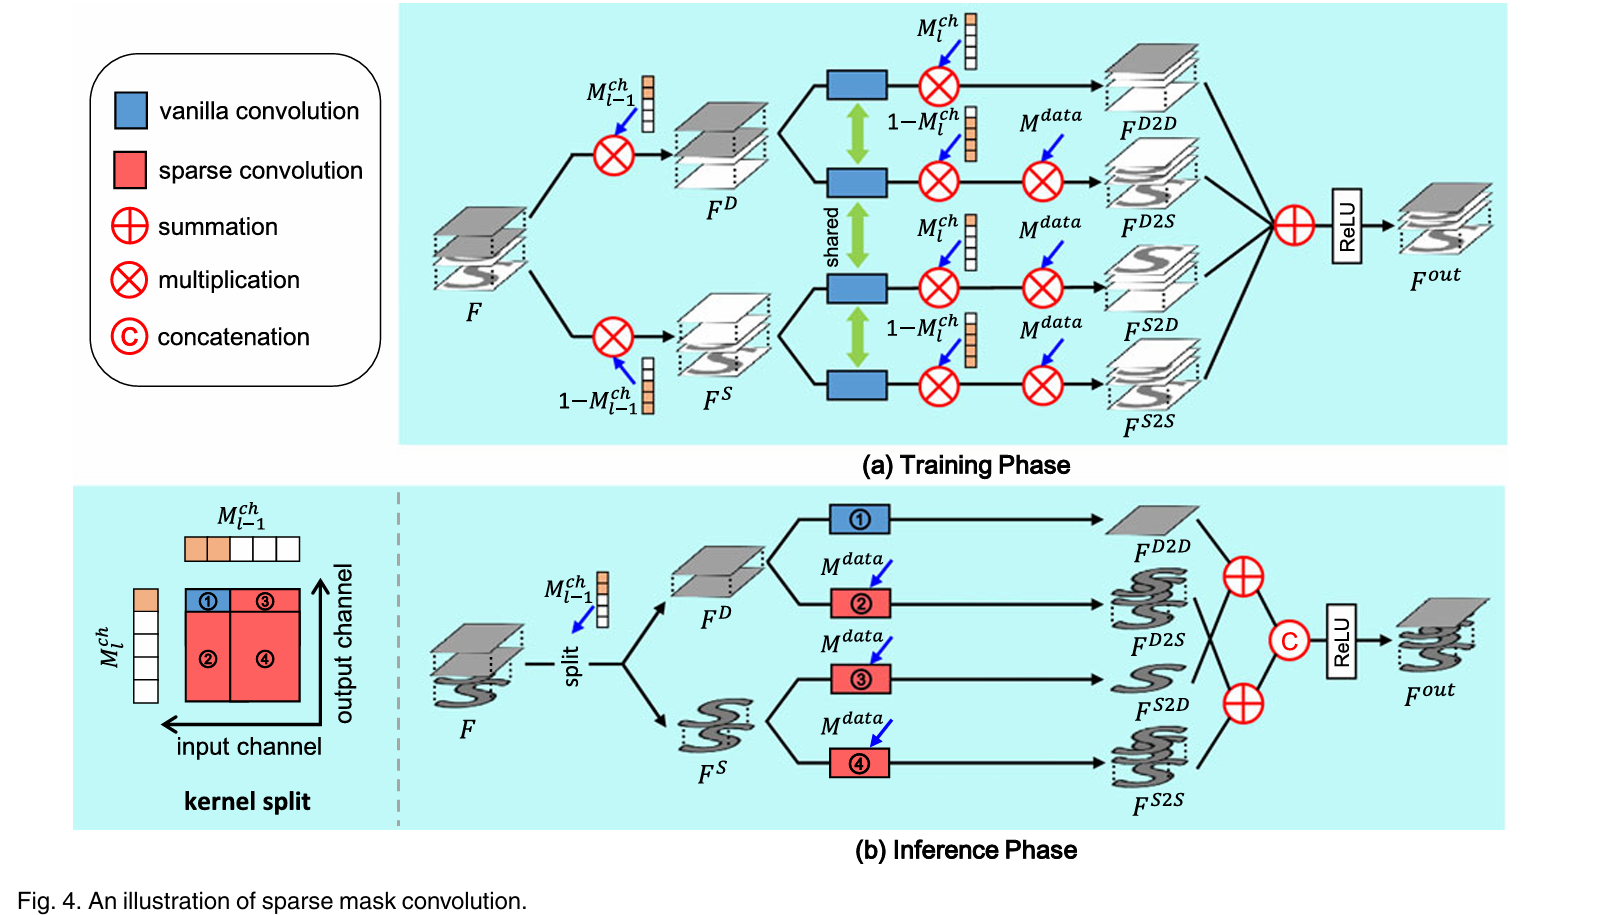 vanilla convolution
sparse convolution
summation
multiplication
C concatenation
F
M_{l-1}^{ch}
1-M_{l-1}^{ch}
F^D
F^S
shared
M_l^{ch}
1-M_l^{ch} M^{data}
M_l^{ch} M^{data}
1-M_l^{ch} M^{data}
F^{D2D}
F^{D2S}
F^{S2D}
F^{S2S}
ReLU
F^{out}
(a) Training Phase
M_{l-1}^{ch}
M_l^{ch}
① ③
② ④
output channel
input channel
kernel split
F
M_{l-1}^{ch}
split
F^D
F^S
①
M^{data}
②
M^{data}
③
M^{data}
④
F^{D2D}
F^{D2S}
F^{S2D}
F^{S2S}
C
ReLU
F^{out}
(b) Inference Phase
Fig. 4. An illustration of sparse mask convolution.